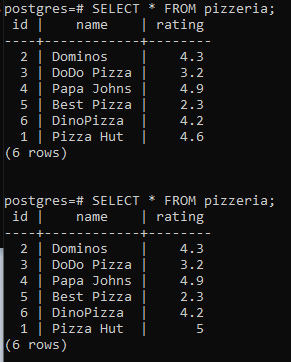 postgres=# SELECT * FROM pizzeria;
 id |    name    | rating
----+------------+--------
  2 | Dominos    |    4.3
  3 | DoDo Pizza |    3.2
  4 | Papa Johns |    4.9
  5 | Best Pizza |    2.3
  6 | DinoPizza  |    4.2
  1 | Pizza Hut  |    4.6
(6 rows)
postgres=# SELECT * FROM pizzeria;
 id |    name    | rating
----+------------+--------
  2 | Dominos    |    4.3
  3 | DoDo Pizza |    3.2
  4 | Papa Johns |    4.9
  5 | Best Pizza |    2.3
  6 | DinoPizza  |    4.2
  1 | Pizza Hut  |      5
(6 rows)